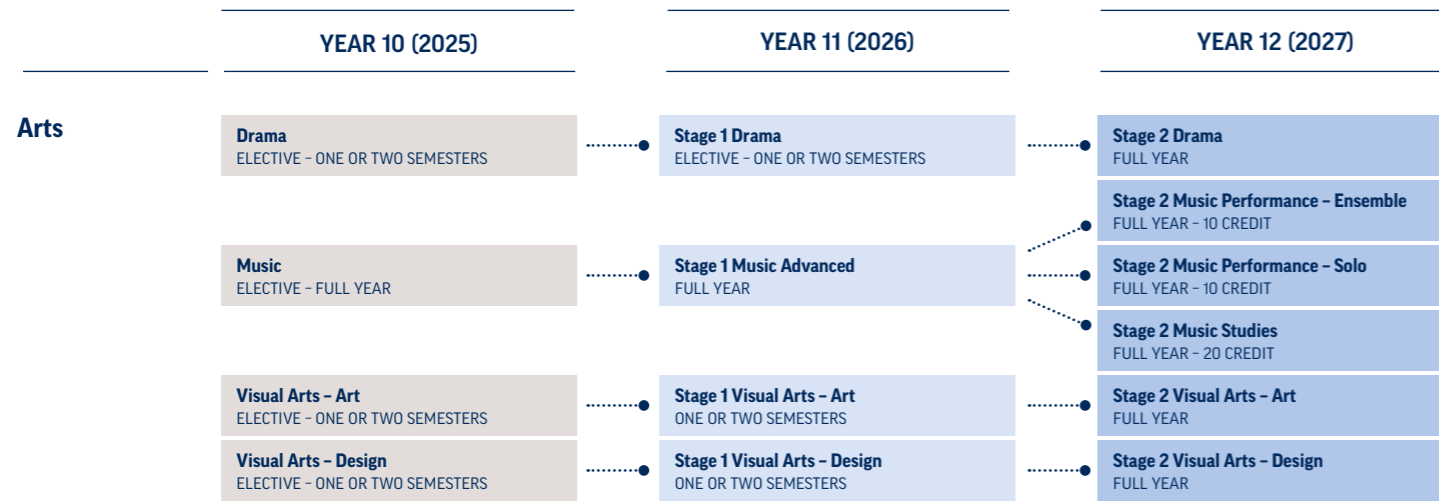 YEAR 10 (2025)
YEAR 11 (2026)
YEAR 12 (2027)
Arts
Drama
ELECTIVE – ONE OR TWO SEMESTERS
Stage 1 Drama
ELECTIVE – ONE OR TWO SEMESTERS
Stage 2 Drama
FULL YEAR
Stage 2 Music Performance – Ensemble
FULL YEAR – 10 CREDIT
Music
ELECTIVE – FULL YEAR
Stage 1 Music Advanced
FULL YEAR
Stage 2 Music Performance – Solo
FULL YEAR – 10 CREDIT
Stage 2 Music Studies
FULL YEAR – 20 CREDIT
Visual Arts – Art
ELECTIVE – ONE OR TWO SEMESTERS
Stage 1 Visual Arts – Art
ONE OR TWO SEMESTERS
Stage 2 Visual Arts – Art
FULL YEAR
Visual Arts – Design
ELECTIVE – ONE OR TWO SEMESTERS
Stage 1 Visual Arts – Design
ONE OR TWO SEMESTERS
Stage 2 Visual Arts – Design
FULL YEAR